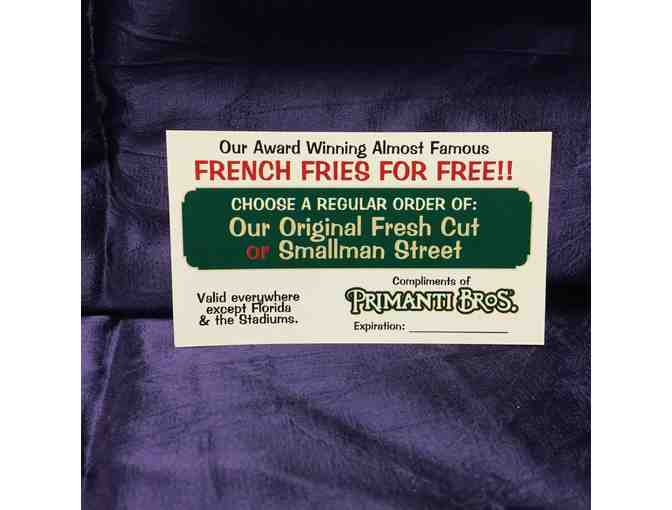 Our Award Winning Almost Famous
FRENCH FRIES FOR FREE!!
CHOOSE A REGULAR ORDER OF:
Our Original Fresh Cut
or Smallman Street
Valid everywhere
except Florida
& the Stadiums.
Compliments of
PRIMANTI BROS.
Expiration: